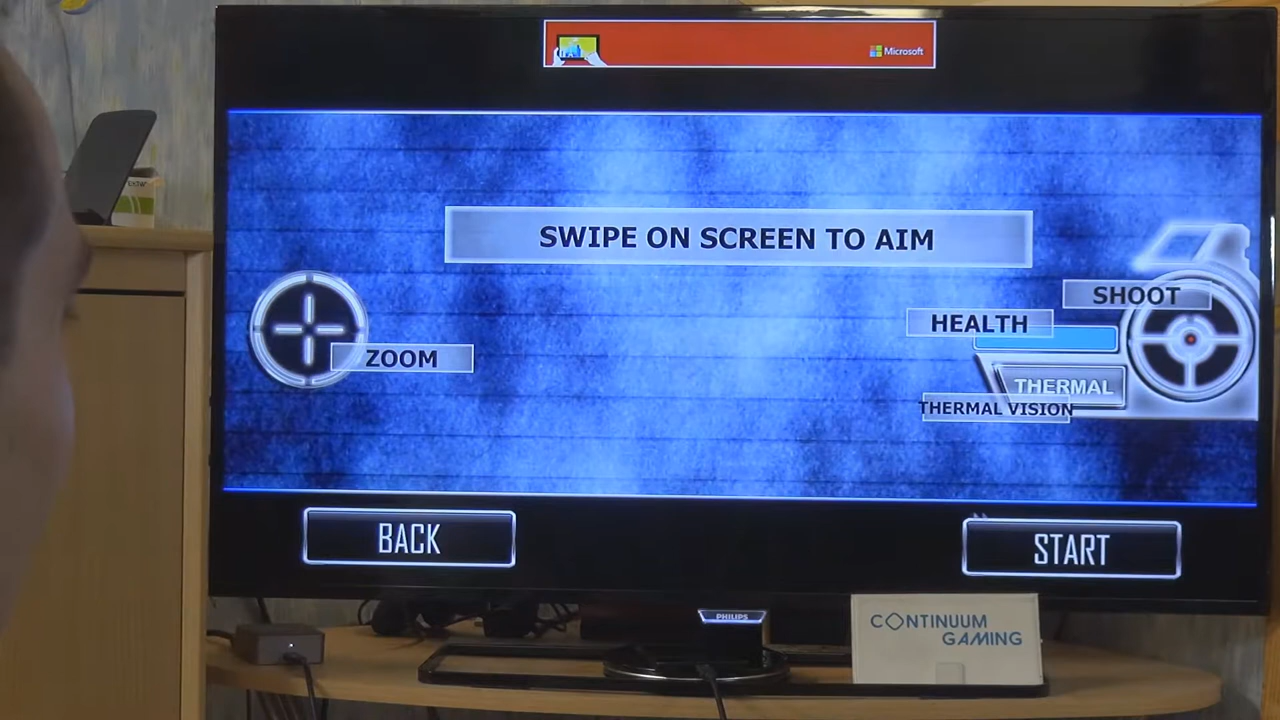 Microsoft
SWIPE ON SCREEN TO AIM
SHOOT
HEALTH
ZOOM
THERMAL
THERMAL VISION
BACK
START
PHILIPS
CONTINUUM
GAMING